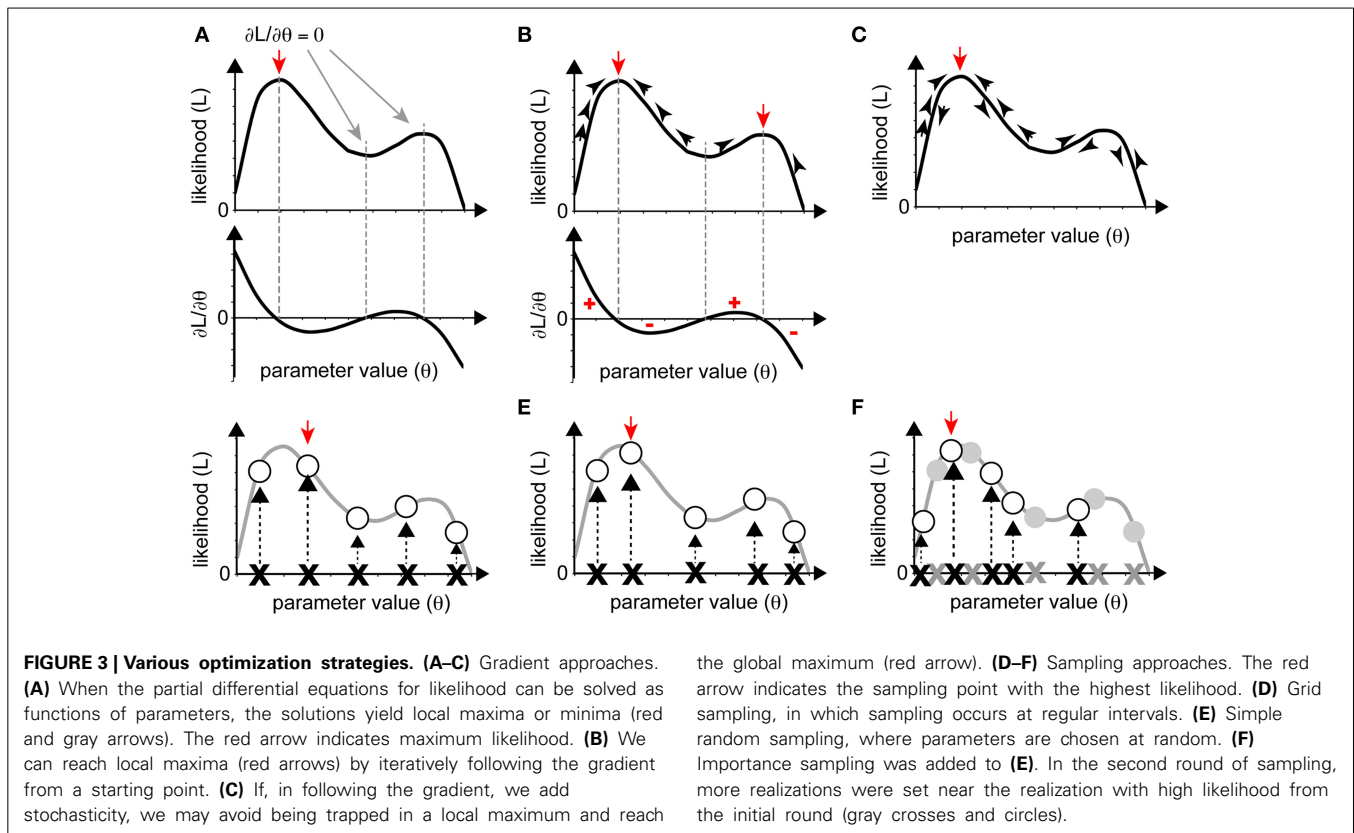 A
∂L/∂θ = 0
likelihood (L)
0
∂L/∂θ
0
parameter value (θ)
B
likelihood (L)
0
∂L/∂θ
0
+
-
+
-
parameter value (θ)
C
likelihood (L)
0
parameter value (θ)
likelihood (L)
0
X X X X X
parameter value (θ)
E
likelihood (L)
0
X X X X X
parameter value (θ)
F
likelihood (L)
0
X X X X X X X X X
parameter value (θ)
FIGURE 3 | Various optimization strategies. (A–C) Gradient approaches.
(A) When the partial differential equations for likelihood can be solved as
functions of parameters, the solutions yield local maxima or minima (red
and gray arrows). The red arrow indicates maximum likelihood. (B) We
can reach local maxima (red arrows) by iteratively following the gradient
from a starting point. (C) If, in following the gradient, we add
stochasticity, we may avoid being trapped in a local maximum and reach
the global maximum (red arrow). (D–F) Sampling approaches. The red
arrow indicates the sampling point with the highest likelihood. (D) Grid
sampling, in which sampling occurs at regular intervals. (E) Simple
random sampling, where parameters are chosen at random. (F)
Importance sampling was added to (E). In the second round of sampling,
more realizations were set near the realization with high likelihood from
the initial round (gray crosses and circles).